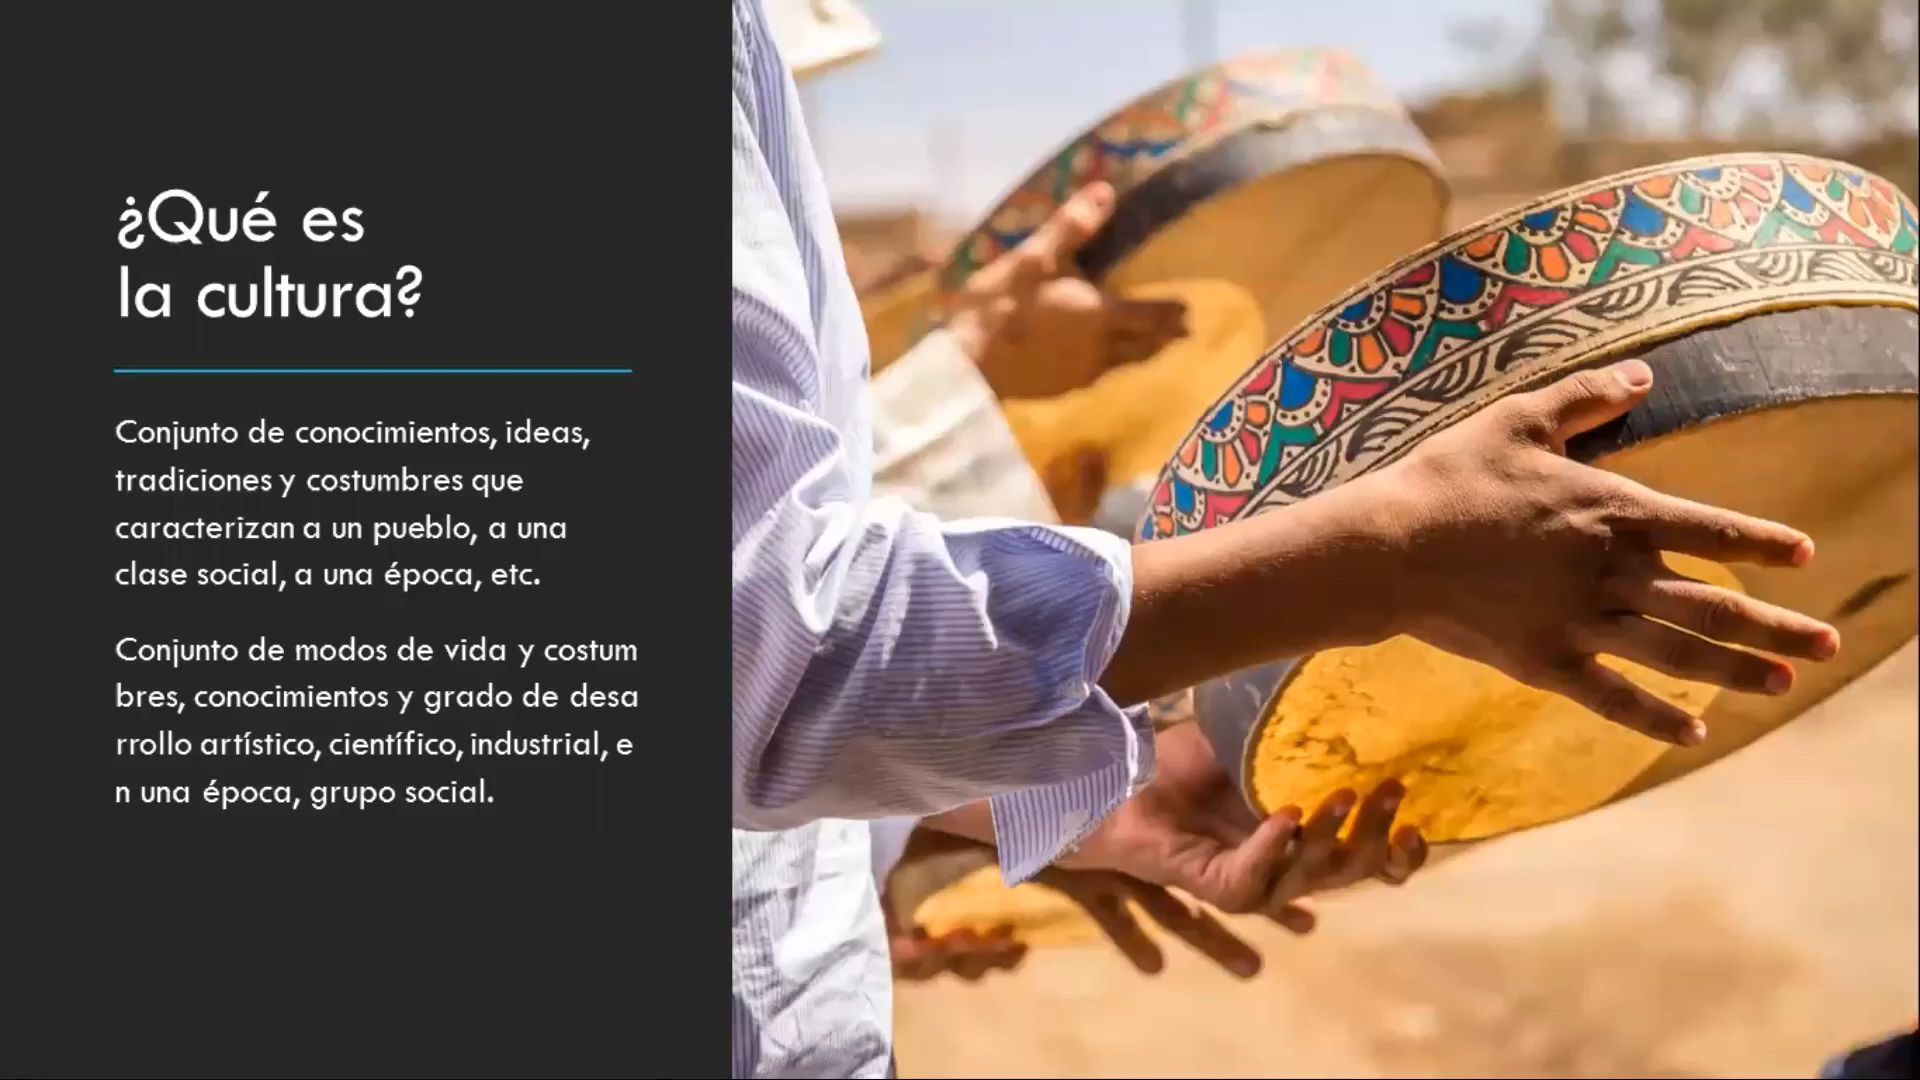 ¿Qué es
la cultura?
Conjunto de conocimientos, ideas,
tradiciones y costumbres que
caracterizan a un pueblo, a una
clase social, a una época, etc.
Conjunto de modos de vida y costum
bres, conocimientos y grado de desa
rrollo artístico, científico, industrial, e
n una época, grupo social.